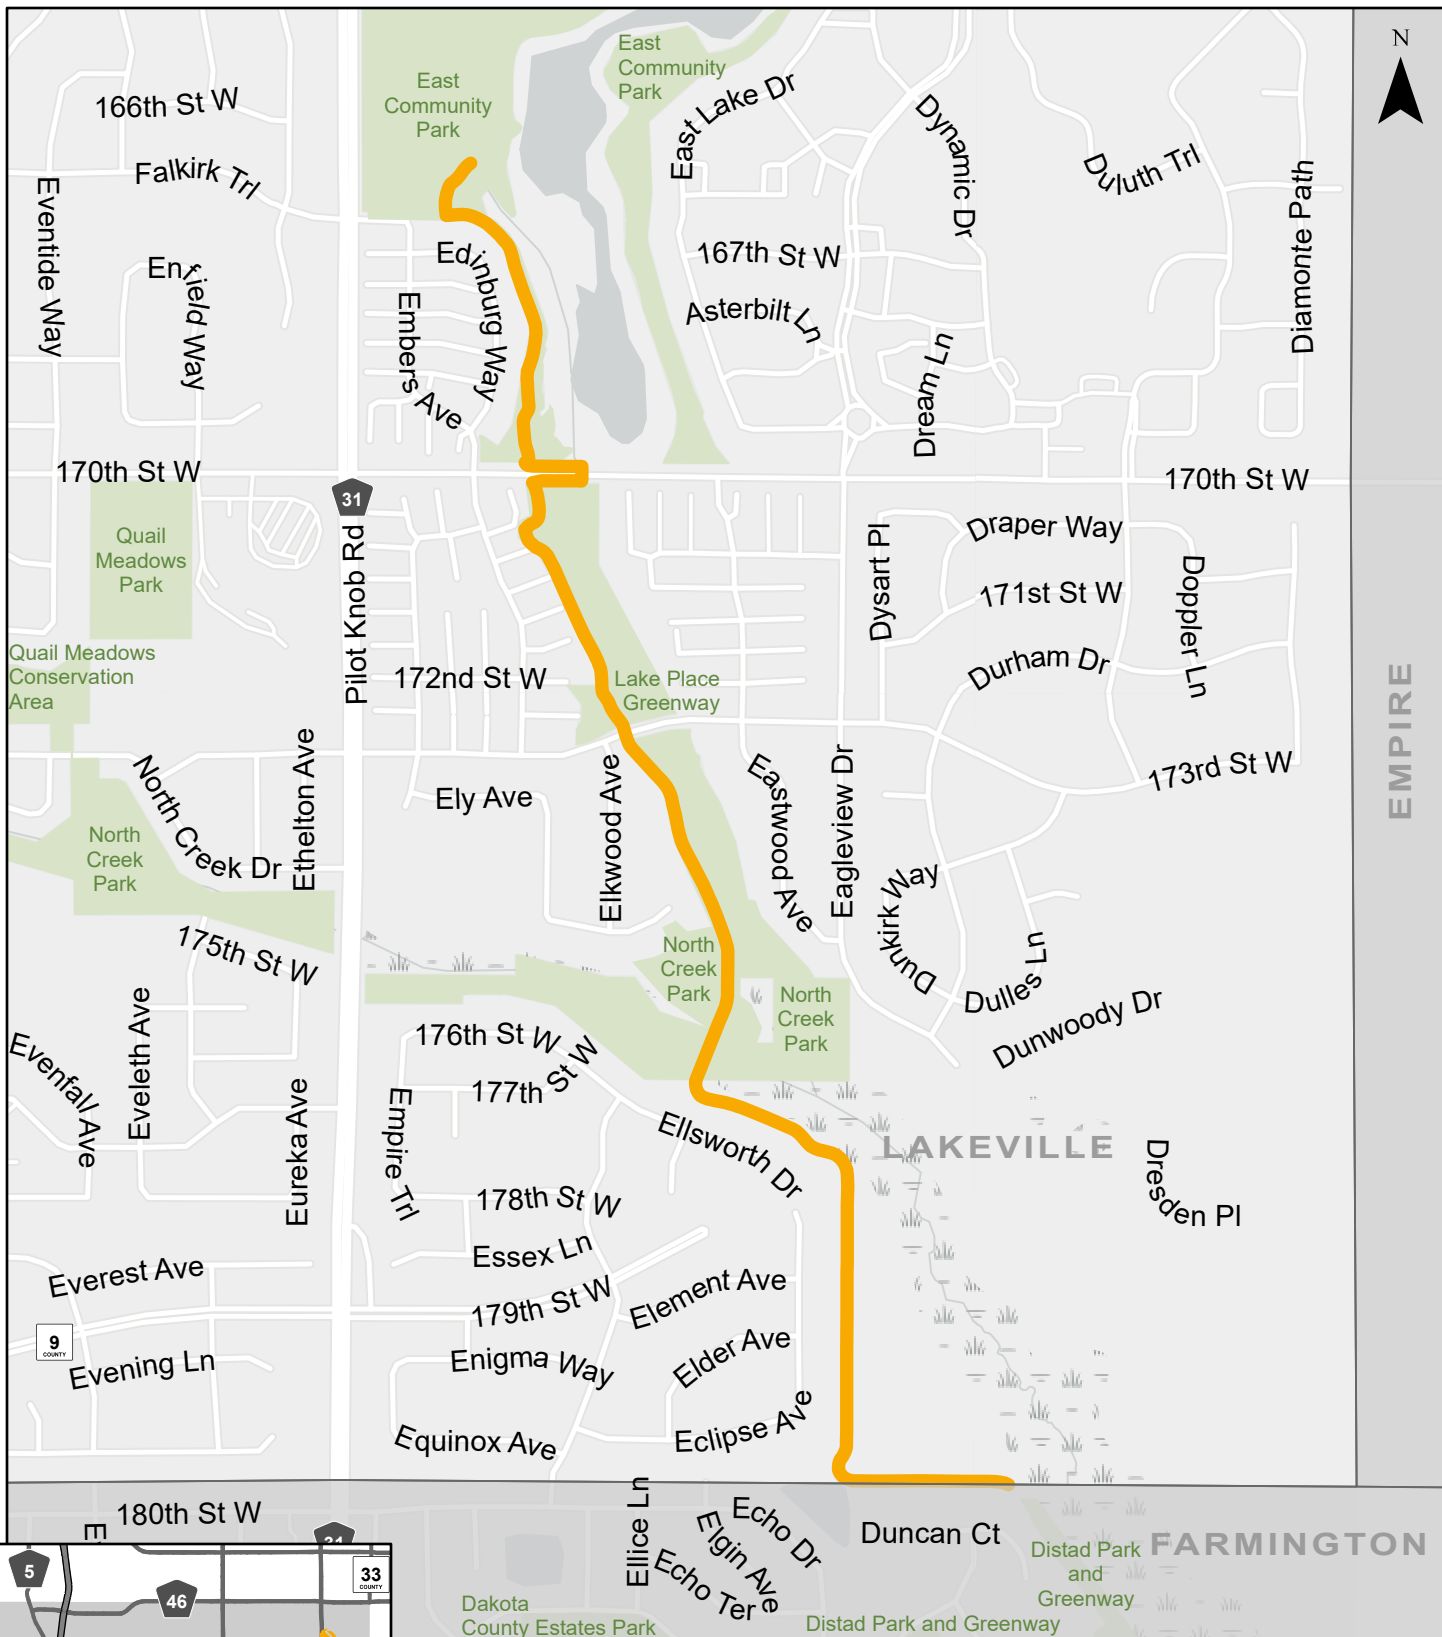 N
East
Community
Park
East
Community
Park
166th St W
East Lake Dr
Dynamic Dr
Duluth Trl
Falkirk Trl
Eventide Way
Diamonte Path
Edinburg Way
167th St W
Enfield Way
Embers Ave
Asterbilt Ln
Dream Ln
170th St W
170th St W
31
Quail
Meadows
Park
Pilot Knob Rd
Dysart Pl
Draper Way
171st St W
Doppler Ln
Quail Meadows
Conservation
Area
172nd St W
Lake Place
Greenway
Durham Dr
EMPIRE
North Creek Dr
Ethelton Ave
Ely Ave
Elkwood Ave
Eastwood Ave
Eagleview Dr
173rd St W
North
Creek
Park
Dunkirk Way
175th St W
North
Creek
Park
North
Creek
Park
Dulles Ln
Dunwoody Dr
Eveleth Ave
Evenfall Ave
176th St W
177th St W
Eureka Ave
Empire Trl
Ellsworth Dr
LAKEVILLE
Dresden Pl
178th St W
Essex Ln
Everest Ave
179th St W
Element Ave
9
COUNTY
Evening Ln
Enigma Way
Elder Ave
Equinox Ave
Eclipse Ave
180th St W
E
31
Ellice Ln
Echo Dr
Elgin Ave
Echo Ter
Duncan Ct
FARMINGTON
Distad Park
and
Greenway
5
46
33
COUNTY
Dakota
County Estates Park
Distad Park and Greenway